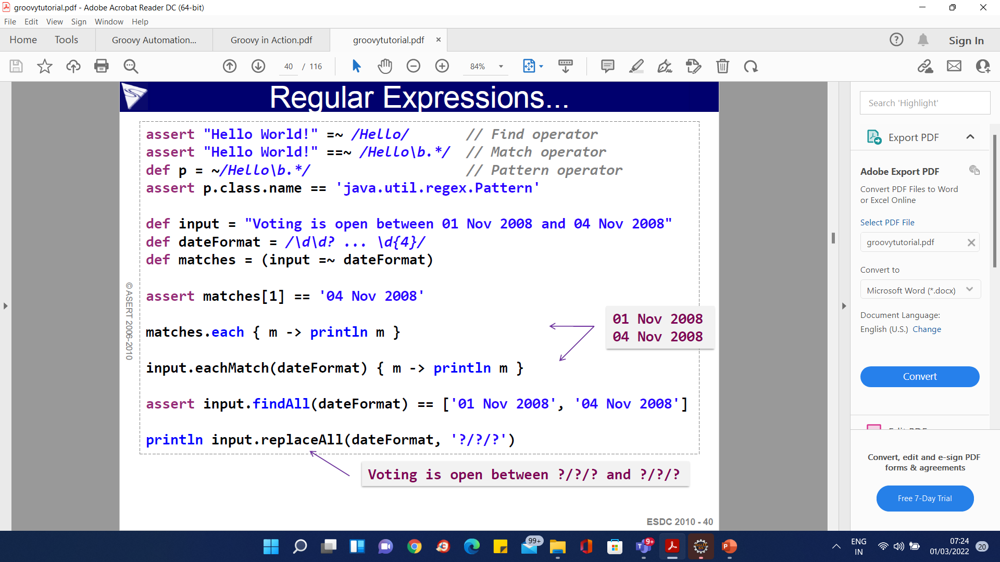 groovytutorial.pdf - Adobe Acrobat Reader DC (64-bit)
File Edit View Sign Window Help
Home Tools Groovy Automation... Groovy in Action.pdf groovytutorial.pdf × Sign In
40 / 116 84%
Regular Expressions...
assert "Hello World!" =~ /Hello/ // Find operator
assert "Hello World!" ==~ /Hello\b.*/ // Match operator
def p = ~/Hello\b.*/ // Pattern operator
assert p.class.name == 'java.util.regex.Pattern'
def input = "Voting is open between 01 Nov 2008 and 04 Nov 2008"
def dateFormat = /\d\d? ... \d{4}/
def matches = (input =~ dateFormat)
assert matches[1] == '04 Nov 2008'
matches.each { m -> println m }
input.eachMatch(dateFormat) { m -> println m }
assert input.findAll(dateFormat) == ['01 Nov 2008', '04 Nov 2008']
println input.replaceAll(dateFormat, '?/?/?')
01 Nov 2008
04 Nov 2008
Voting is open between ?/?/? and ?/?/?
© ASERT 2006-2010
ESDC 2010 - 40
Search 'Highlight'
Export PDF
Adobe Export PDF
Convert PDF Files to Word
or Excel Online
Select PDF File
groovytutorial.pdf
Convert to
Microsoft Word (*.docx)
Document Language:
English (U.S.) Change
Convert
Edit PDF
Convert, edit and e-sign PDF
forms & agreements
Free 7-Day Trial
99+
9+
ENG
IN
07:24
01/03/2022
20